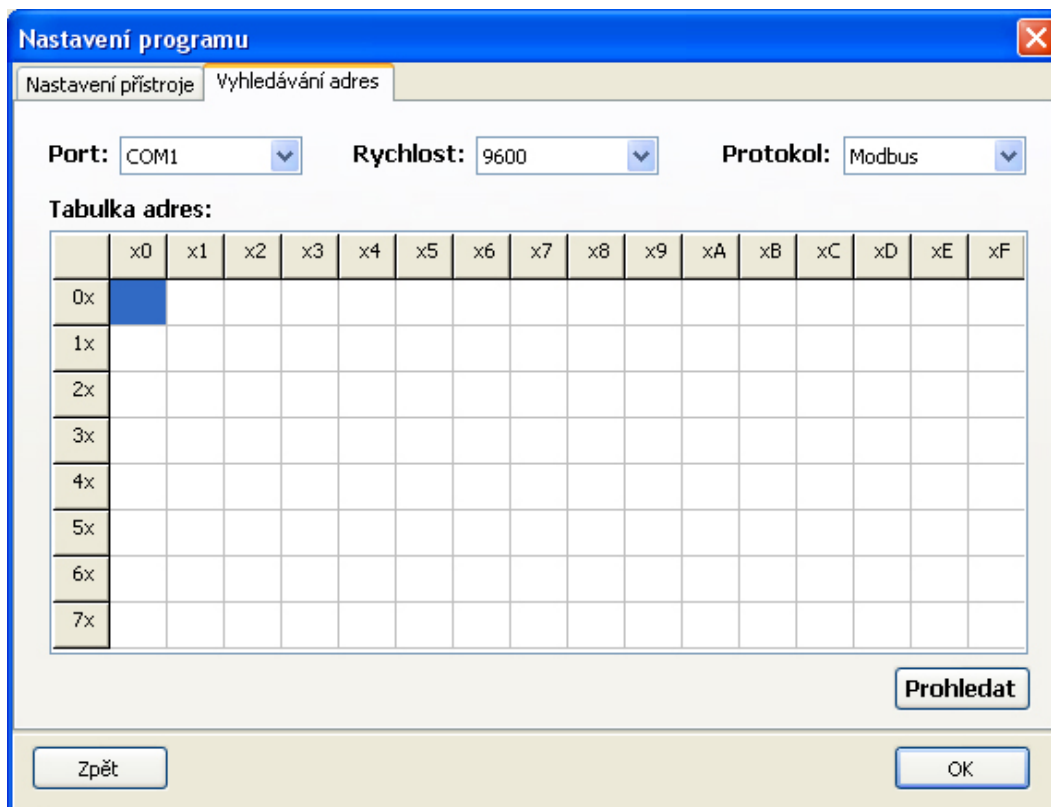 Nastavení programu
Nastavení přístroje Vyhledávání adres
Port: COM1 Rychlost: 9600 Protokol: Modbus
Tabulka adres:
x0 x1 x2 x3 x4 x5 x6 x7 x8 x9 xA xB xC xD xE xF
0x
1x
2x
3x
4x
5x
6x
7x
Prohledat
Zpět OK